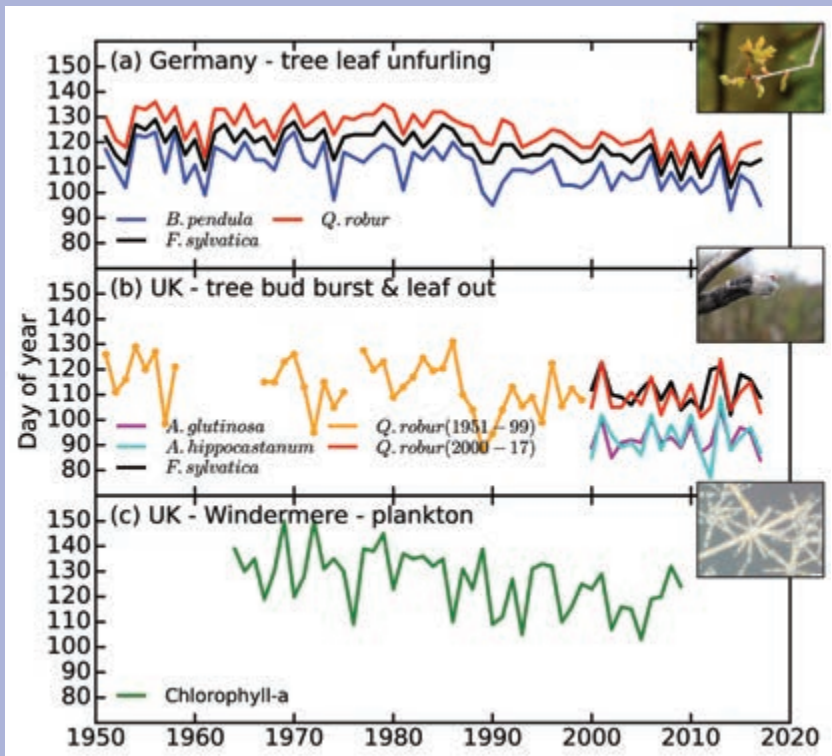 (a) Germany - tree leaf unfurling
150
140
130
120
110
100
90
80
B. pendula
Q. robur
F. sylvatica
(b) UK - tree bud burst & leaf out
150
140
130
120
110
100
90
80
Day of year
A. glutinosa
Q. robur(1951 − 99)
A. hippocastanum
Q. robur(2000 − 17)
F. sylvatica
(c) UK - Windermere - plankton
150
140
130
120
110
100
90
80
Chlorophyll-a
1950 1960 1970 1980 1990 2000 2010 2020